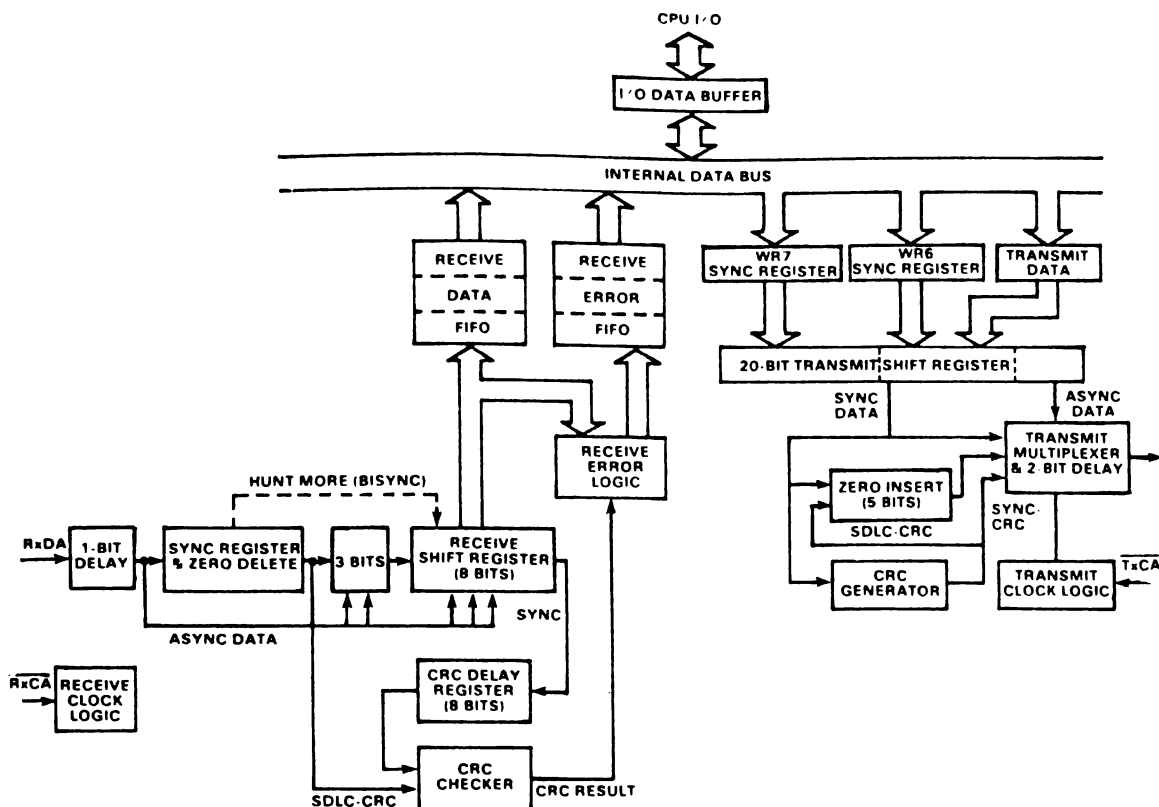 CPU I/O
I/O DATA BUFFER
INTERNAL DATA BUS
RECEIVE
DATA
FIFO
RECEIVE
ERROR
FIFO
WR7
SYNC REGISTER
WR6
SYNC REGISTER
TRANSMIT
DATA
20-BIT TRANSMIT SHIFT REGISTER
SYNC
DATA
ASYNC
DATA
RECEIVE
ERROR
LOGIC
TRANSMIT
MULTIPLEXER
& 2-BIT DELAY
ZERO INSERT
(5 BITS)
SDLC-CRC
SYNC-
CRC
CRC
GENERATOR
TRANSMIT
CLOCK LOGIC
TxCA
HUNT MORE (BISYNC)
RxDA
1-BIT
DELAY
SYNC REGISTER
& ZERO DELETE
3 BITS
RECEIVE
SHIFT REGISTER
(8 BITS)
SYNC
ASYNC DATA
RxCA
RECEIVE
CLOCK
LOGIC
CRC DELAY
REGISTER
(8 BITS)
CRC
CHECKER
SDLC-CRC
CRC RESULT